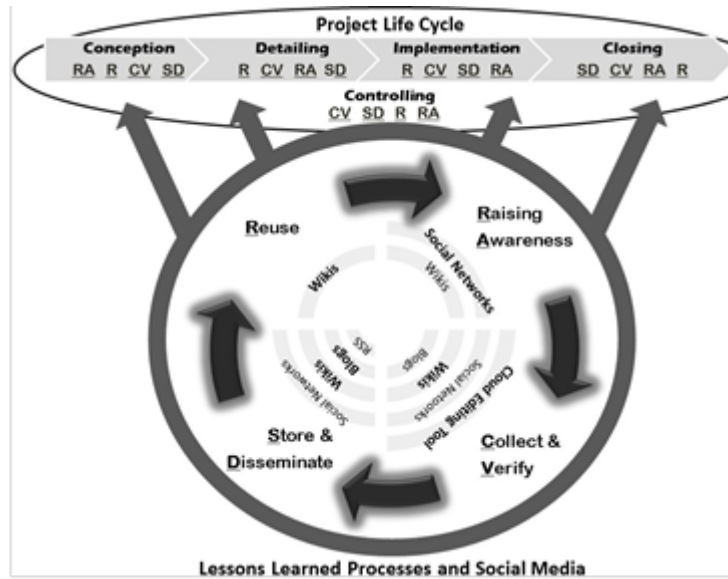 Project Life Cycle
Conception
Detailing
Implementation
Closing
RA R CV SD
R CV RA SD
R CV SD RA
SD CV RA R
Controlling
CV SD R RA
Reuse
Raising
Awareness
Wikis
Social Networks
Wikis
RSS
Blogs
Wikis
Social Networks
Blogs
Wikis
Social Networks
Cloud Editing Tool
Store &
Disseminate
Collect &
Verify
Lessons Learned Processes and Social Media